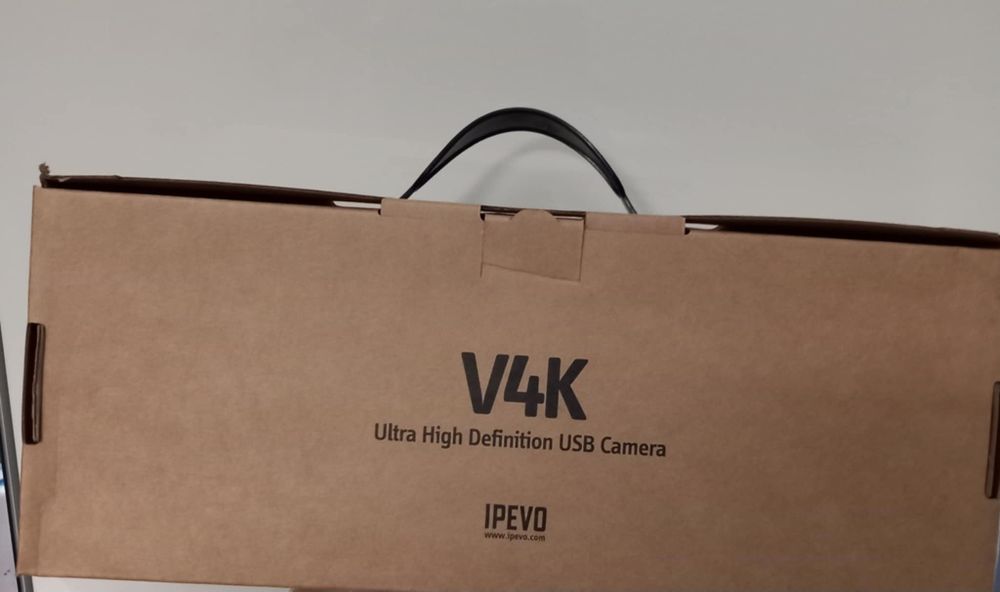 V4K
Ultra High Definition USB Camera
IPEVO
www.ipevo.com